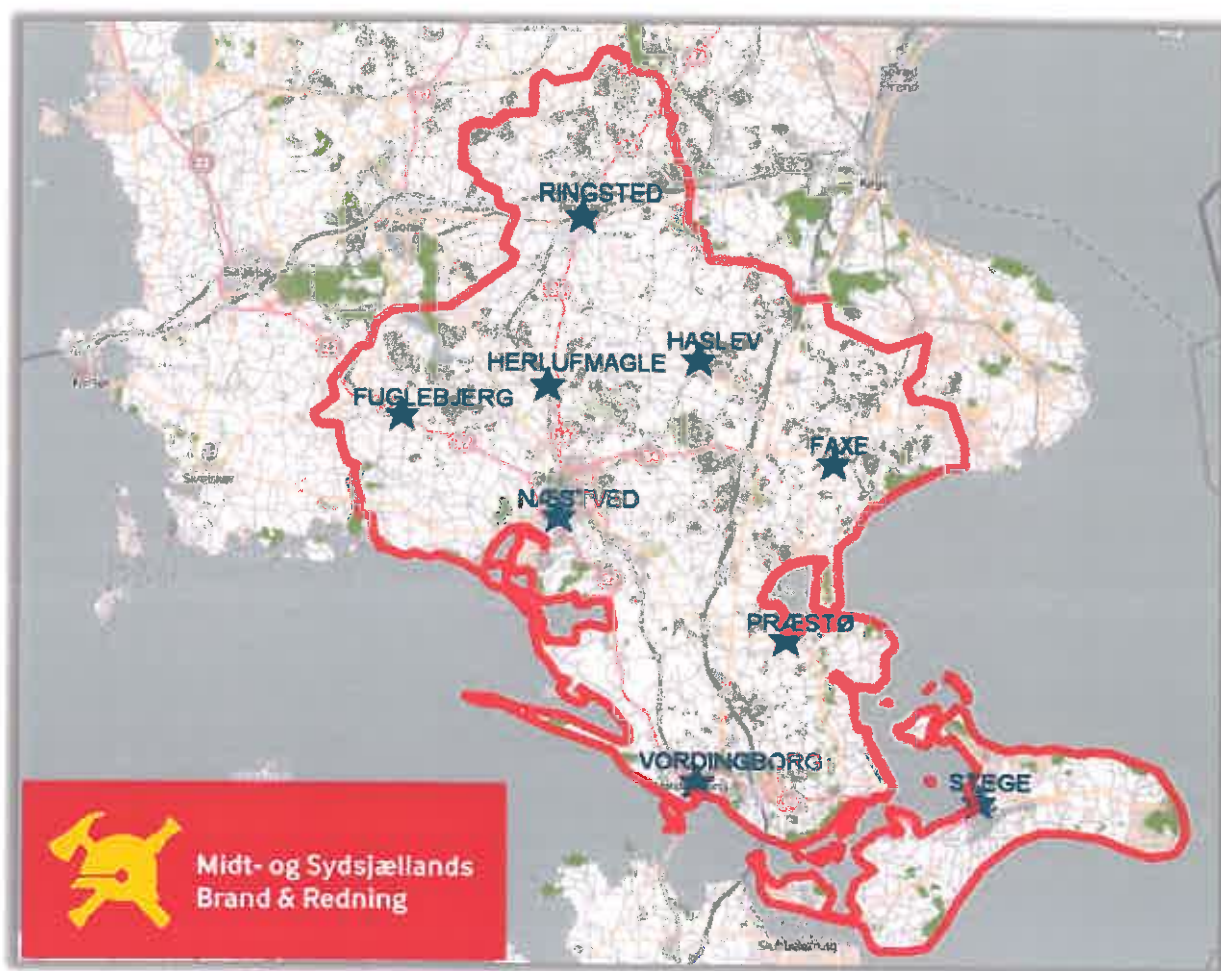 RINGSTED
HASLEV
HERLUFMAGLE
FUGLEBJERG
FAXE
NÆSTVED
PRÆSTØ
VORDINGBORG
STEGE
Midt- og Sydsjællands
Brand & Redning